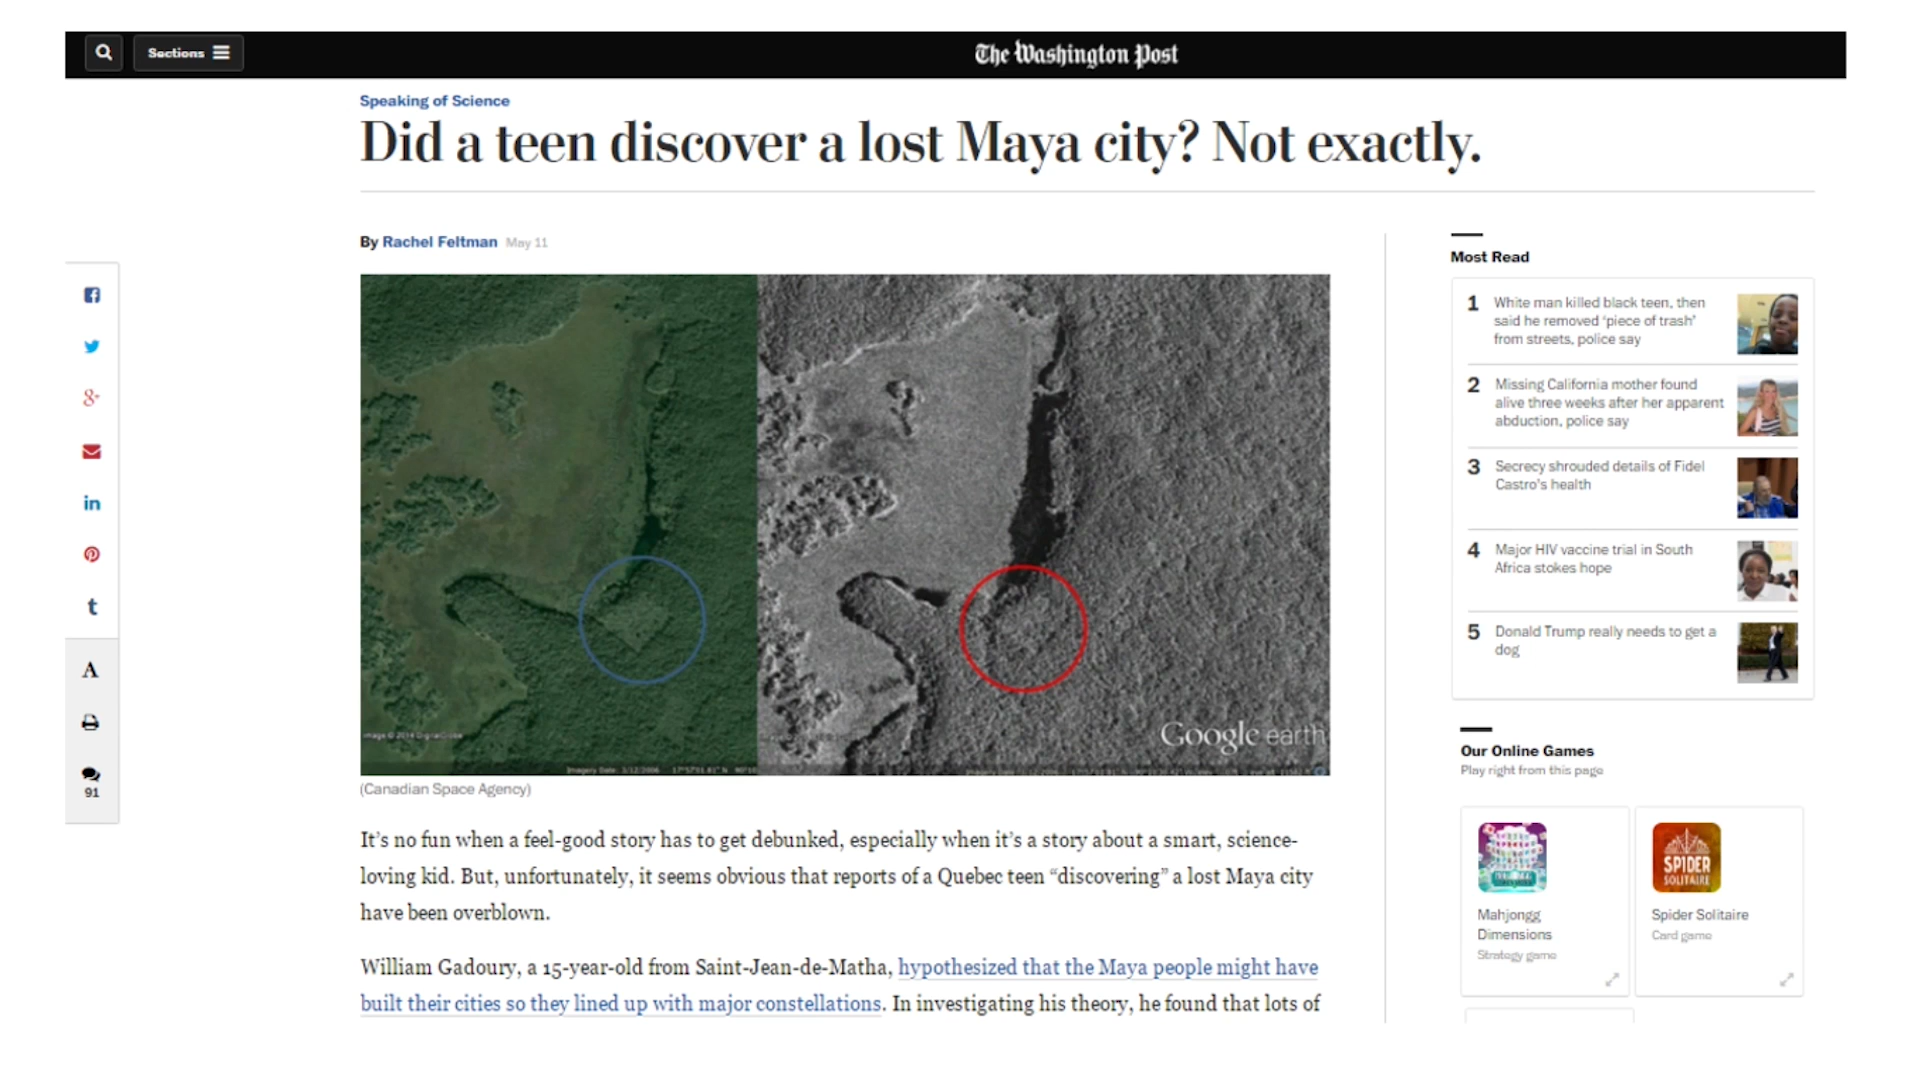 Sections
The Washington Post
Speaking of Science
Did a teen discover a lost Maya city? Not exactly.
By Rachel Feltman May 11
Google earth
(Canadian Space Agency)
It's no fun when a feel-good story has to get debunked, especially when it's a story about a smart, science-
loving kid. But, unfortunately, it seems obvious that reports of a Quebec teen “discovering” a lost Maya city
have been overblown.
William Gadoury, a 15-year-old from Saint-Jean-de-Matha, hypothesized that the Maya people might have
built their cities so they lined up with major constellations. In investigating his theory, he found that lots of
8+
in
t
A
91
Most Read
1 White man killed black teen, then
said he removed ‘piece of trash’
from streets, police say
2 Missing California mother found
alive three weeks after her apparent
abduction, police say
3 Secrecy shrouded details of Fidel
Castro's health
4 Major HIV vaccine trial in South
Africa stokes hope
5 Donald Trump really needs to get a
dog
Our Online Games
Play right from this page
Mahjongg
Dimensions
Strategy game
SPIDER
SOLITAIRE
Spider Solitaire
Card game